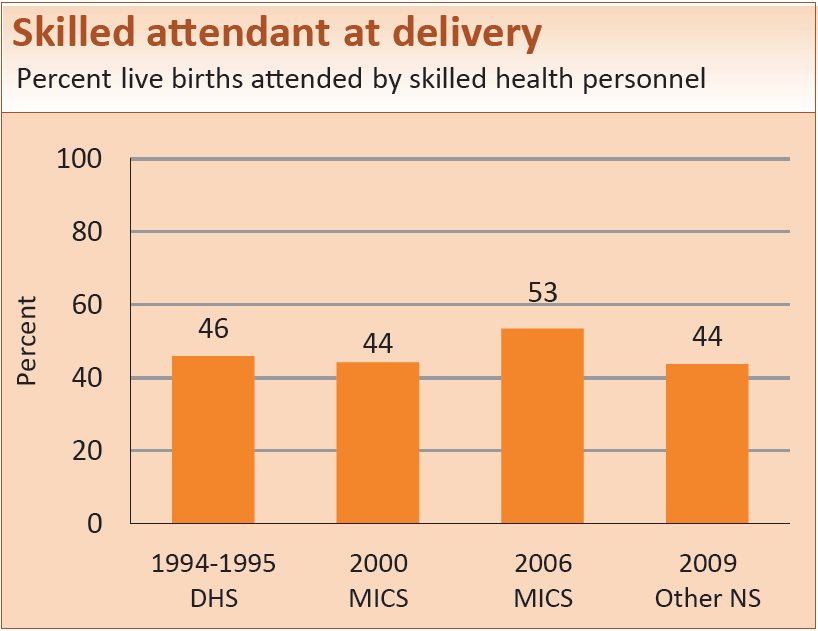 Skilled attendant at delivery
Percent live births attended by skilled health personnel
Percent
100
80
60
40
20
0
46
44
53
44
1994-1995
DHS
2000
MICS
2006
MICS
2009
Other NS